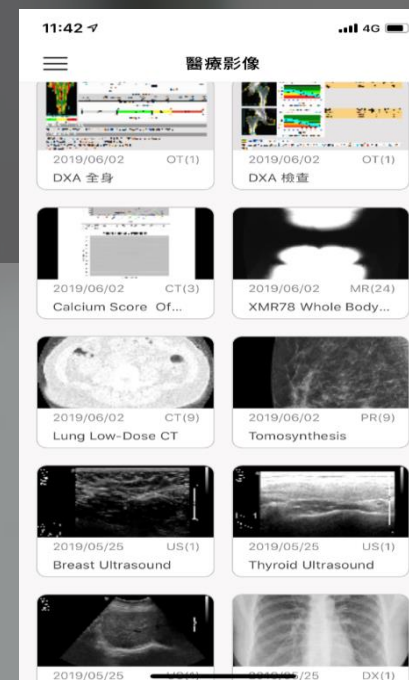 11:42
4G
醫療影像
2019/06/02 OT(1)
DXA 全身
2019/06/02 OT(1)
DXA 檢查
2019/06/02 CT(3)
Calcium Score Of...
2019/06/02 MR(24)
XMR78 Whole Body...
2019/06/02 CT(9)
Lung Low-Dose CT
2019/06/02 PR(9)
Tomosynthesis
2019/05/25 US(1)
Breast Ultrasound
2019/05/25 US(1)
Thyroid Ultrasound
2019/05/25
DX(1)